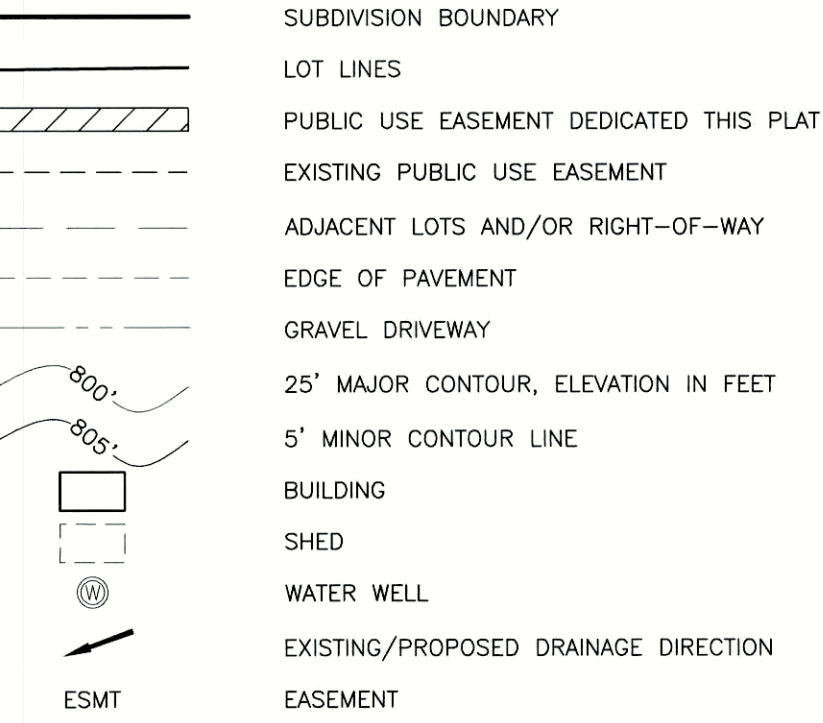 SUBDIVISION BOUNDARY
LOT LINES
PUBLIC USE EASEMENT DEDICATED THIS PLAT
EXISTING PUBLIC USE EASEMENT
ADJACENT LOTS AND/OR RIGHT-OF-WAY
EDGE OF PAVEMENT
GRAVEL DRIVEWAY
800' 25' MAJOR CONTOUR, ELEVATION IN FEET
805' 5' MINOR CONTOUR LINE
BUILDING
SHED
W WATER WELL
EXISTING/PROPOSED DRAINAGE DIRECTION
ESMT EASEMENT